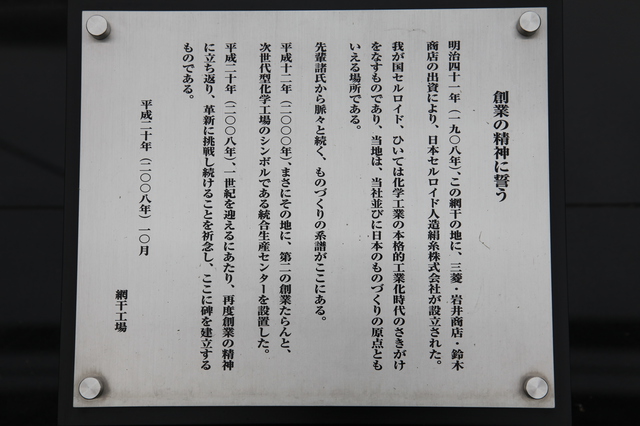 創業の精神に誓う
明治四十一年（一九〇八年）、この網干の地に、三菱・岩井商店・鈴木
商店の出資により、日本セルロイド人造絹糸株式会社が設立された。
我が国セルロイド、ひいては化学工業の本格的工業化時代のさきがけ
をなすものであり、当地は、当社並びに日本のものづくりの原点とも
いえる場所である。
先輩諸氏から脈々と続く、ものづくりの系譜がここにある。
平成十二年（二〇〇〇年）、まさにその地に、第二の創業たらんと、
次世代型化学工場のシンボルである統合生産センターを設置した。
平成二十年（二〇〇八年）、一世紀を迎えるにあたり、再度創業の精神
に立ち返り、革新に挑戦し続けることを祈念し、ここに碑を建立する
ものである。
平成二十年（二〇〇八年）一〇月
網干工場